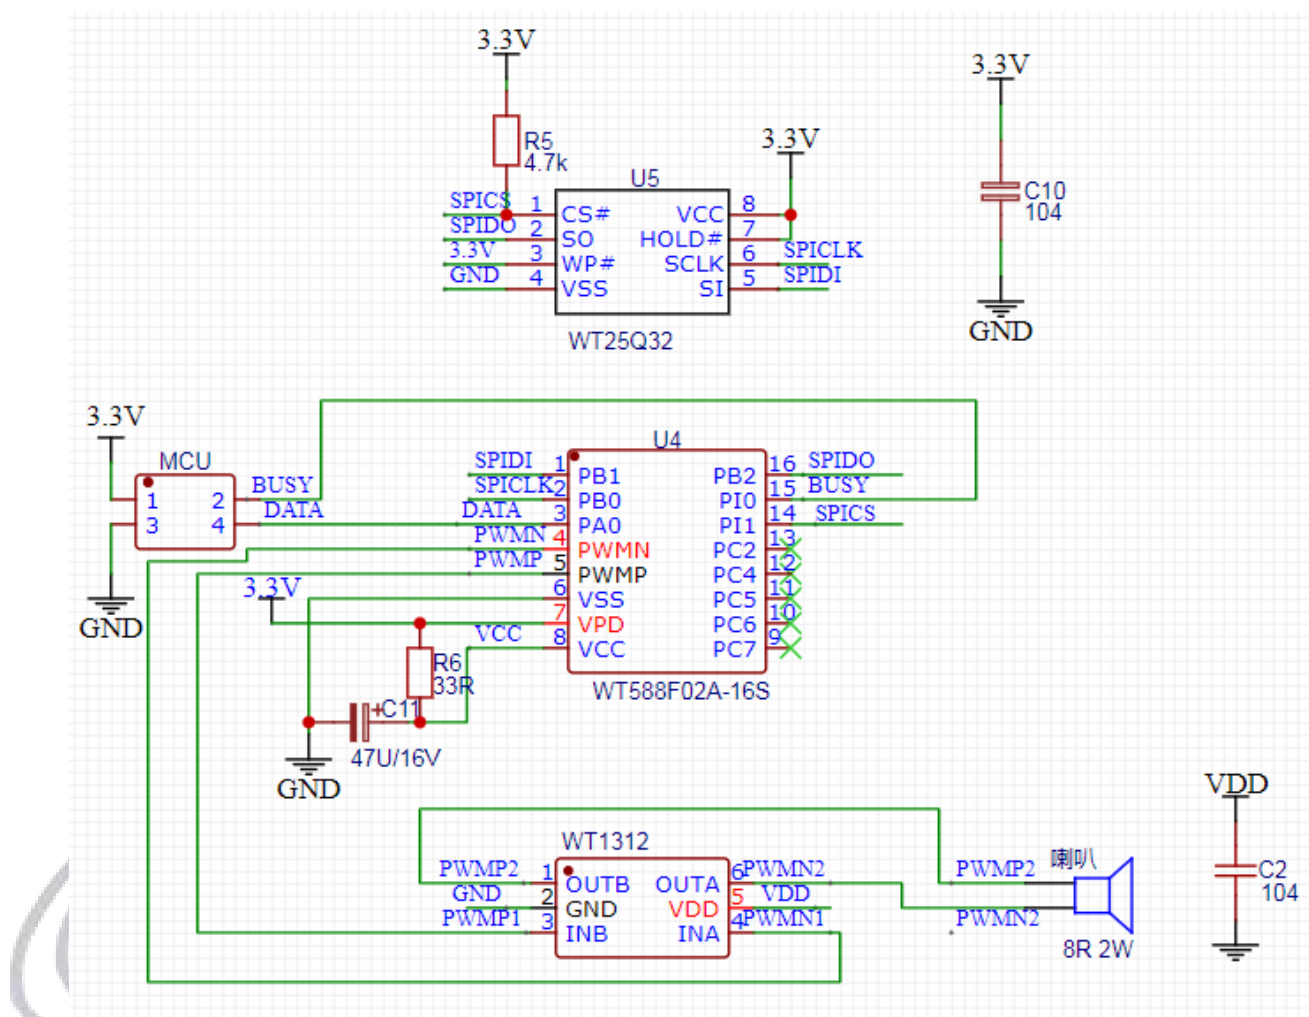 3.3V
R5
4.7k
3.3V
C10
104
GND
3.3V
U5
SPICS 1 CS# VCC 8
SPIDO 2 SO HOLD# 7
3.3V 3 WP# SCLK 6 SPICLK
GND 4 VSS SI 5 SPIDI
WT25Q32
3.3V
MCU
1 2 BUSY
3 4 DATA
GND
U4
SPIDI 1 PB1 PB2 16 SPIDO
SPICLK 2 PB0 PI0 15 BUSY
DATA 3 PA0 PI1 14 SPICS
PWMN 4 PWMN PC2 13
PWMP 5 PWMP PC4 12
6 VSS PC5 11
3.3V 7 VPD PC6 10
VCC 8 VCC PC7 9
WT588F02A-16S
R6
33R
C11
+
47U/16V
GND
WT1312
PWMP2 1 OUTB OUTA 6 PWMN2
GND 2 GND VDD 5 VDD
PWMP1 3 INB INA 4 PWMN1
PWMP2 喇叭
PWMN2
8R 2W
VDD
C2
104